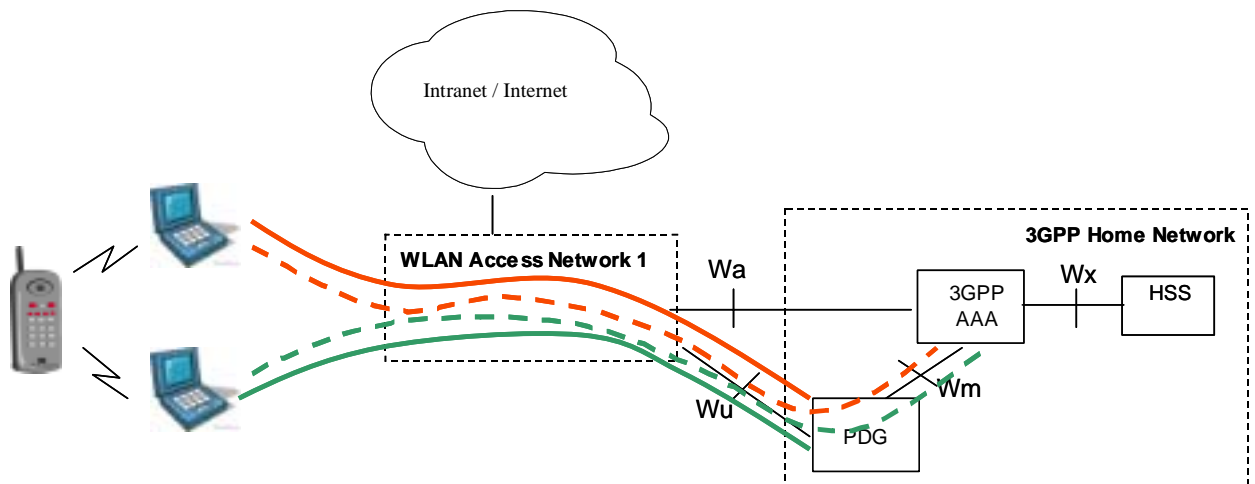 Intranet / Internet
WLAN Access Network 1
3GPP Home Network
Wa
3GPP
AAA
Wx
HSS
Wu
Wm
PDG